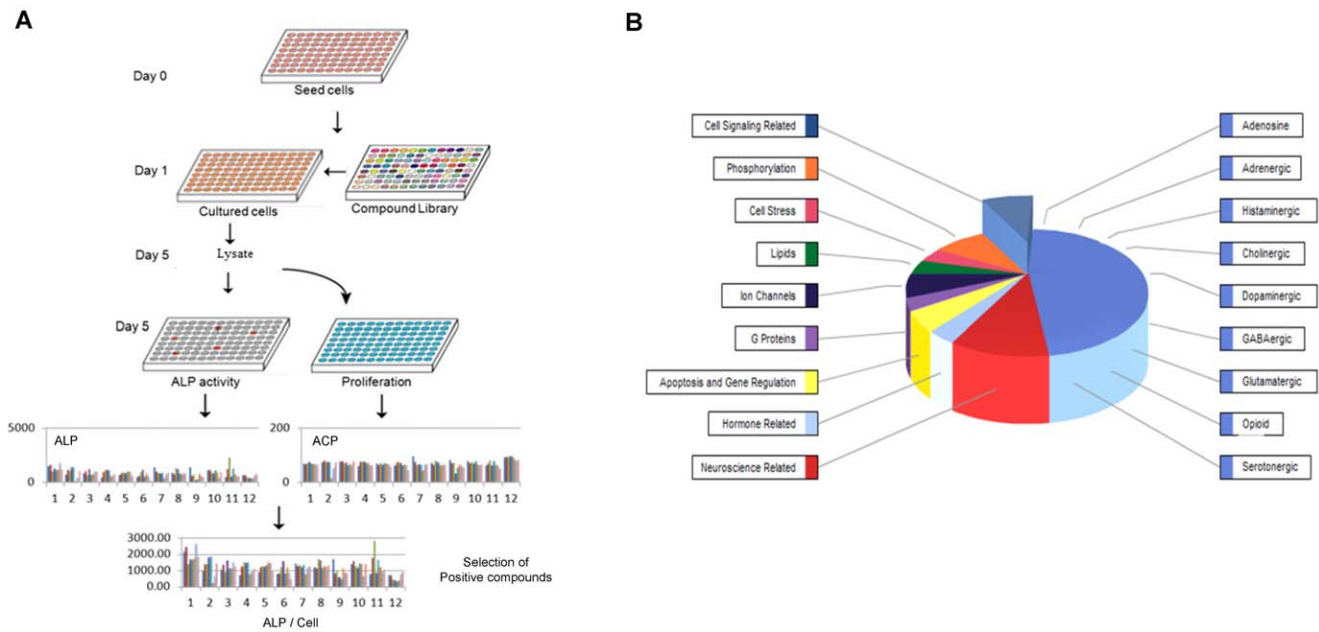 A
Day 0
Seed cells
Day 1
Cultured cells
Compound Library
Day 5
Lysate
Day 5
ALP activity
Proliferation
5000
ALP
0
1 2 3 4 5 6 7 8 9 10 11 12
200
ACP
0
1 2 3 4 5 6 7 8 9 10 11 12
3000.00
2000.00
1000.00
0.00
1 2 3 4 5 6 7 8 9 10 11 12
ALP / Cell
Selection of
Positive compounds
B
Cell Signaling Related
Phosphorylation
Cell Stress
Lipids
Ion Channels
G Proteins
Apoptosis and Gene Regulation
Hormone Related
Neuroscience Related
Adenosine
Adrenergic
Histaminergic
Cholinergic
Dopaminergic
GABAergic
Glutamatergic
Opioid
Serotonergic